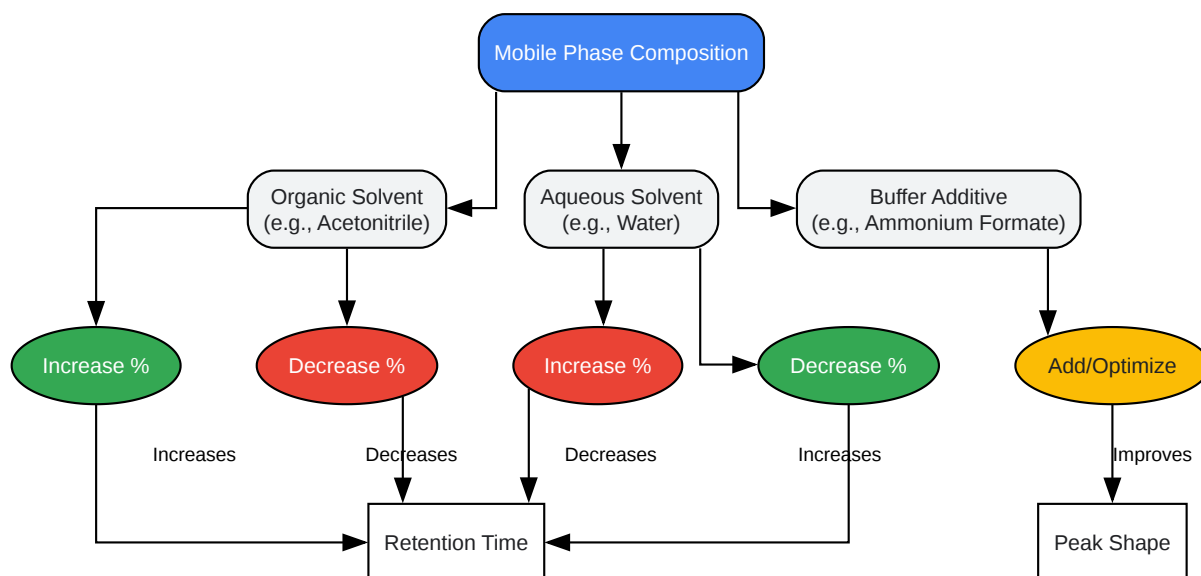 Mobile Phase Composition
Organic Solvent
(e.g., Acetonitrile)
Aqueous Solvent
(e.g., Water)
Buffer Additive
(e.g., Ammonium Formate)
Increase %
Decrease %
Increase %
Decrease %
Add/Optimize
Increases
Decreases
Decreases
Increases
Improves
Retention Time
Peak Shape